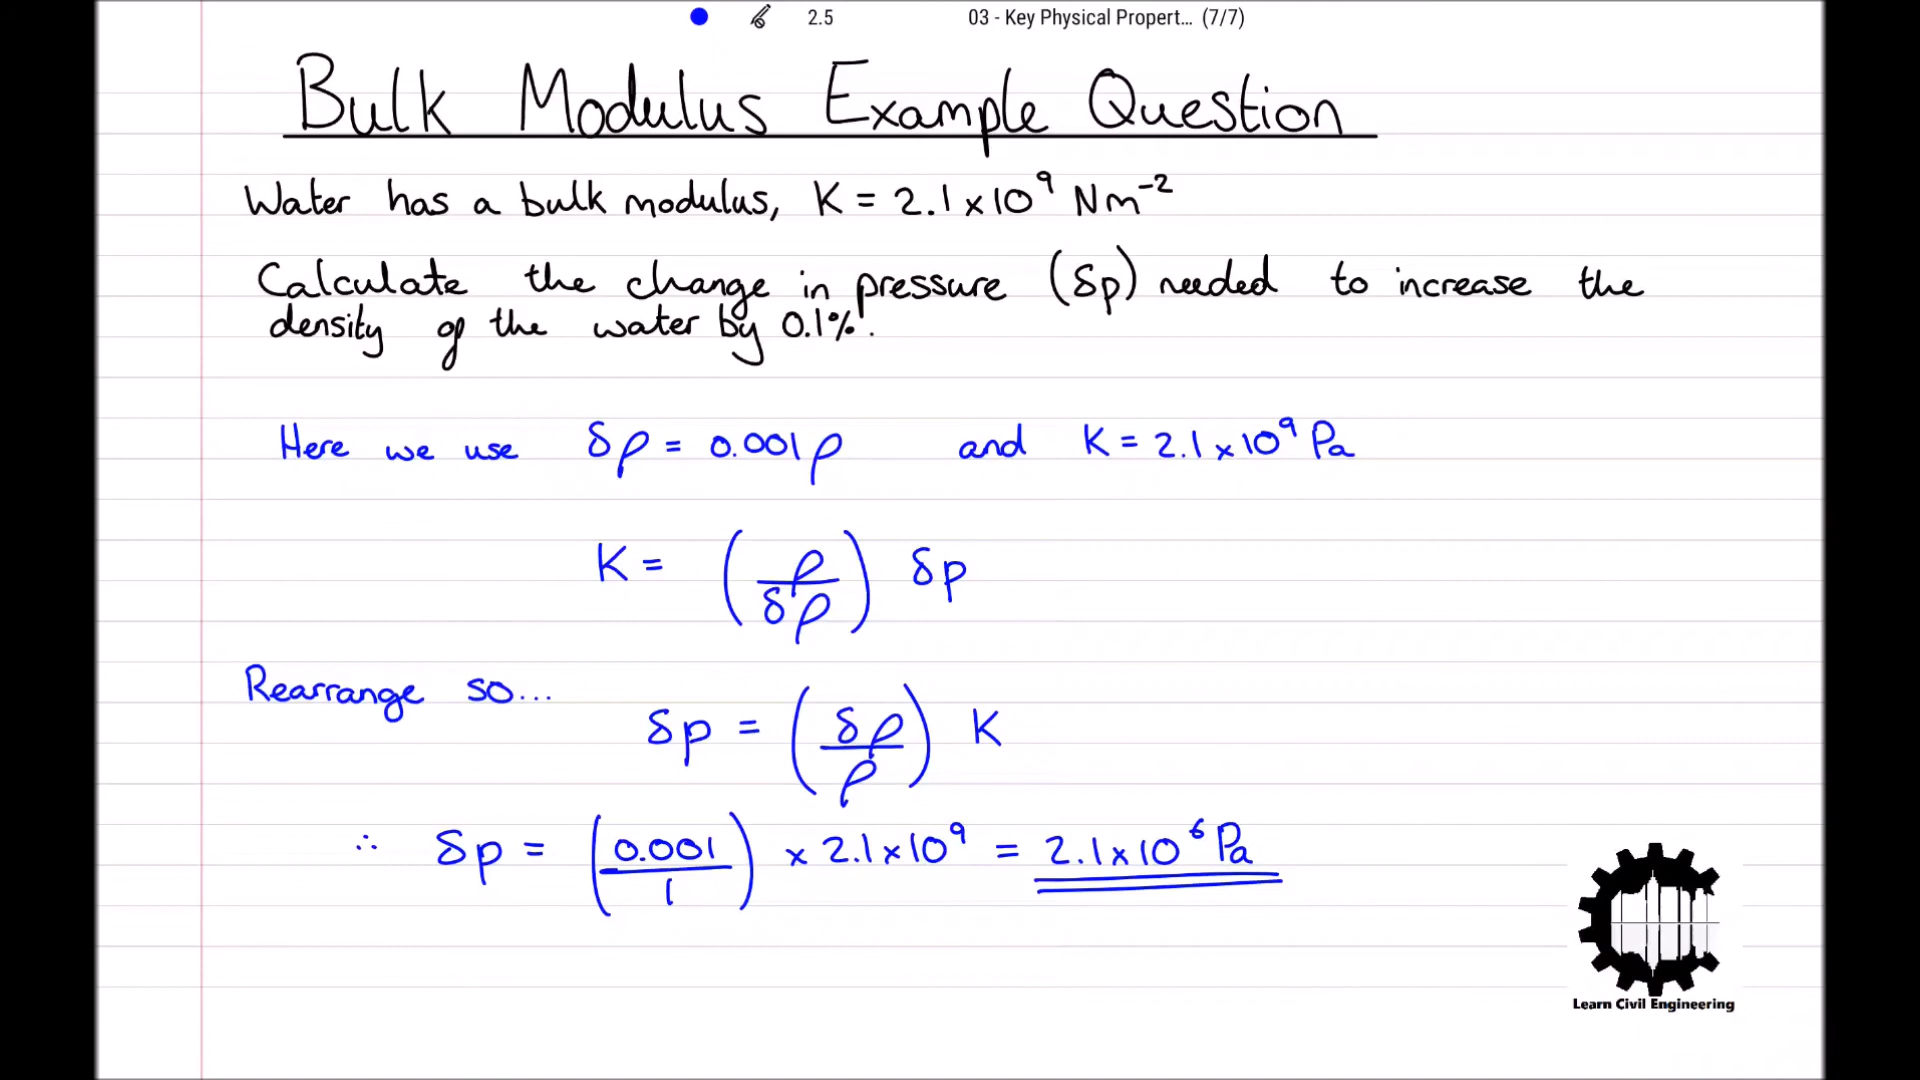 2.5 03 - Key Physical Propert... (7/7)
Bulk Modulus Example Question
Water has a bulk modulus, K = 2.1 x 10⁹ Nm⁻²
Calculate the change in pressure (δp) needed to increase the
density of the water by 0.1%.
Here we use δρ = 0.001ρ and K = 2.1 x 10⁹ Pa
K = (ρ/δρ) δp
Rearrange so...
δp = (δρ/ρ) K
∴ δp = (0.001/1) x 2.1 x 10⁹ = 2.1 x 10⁶ Pa
Learn Civil Engineering